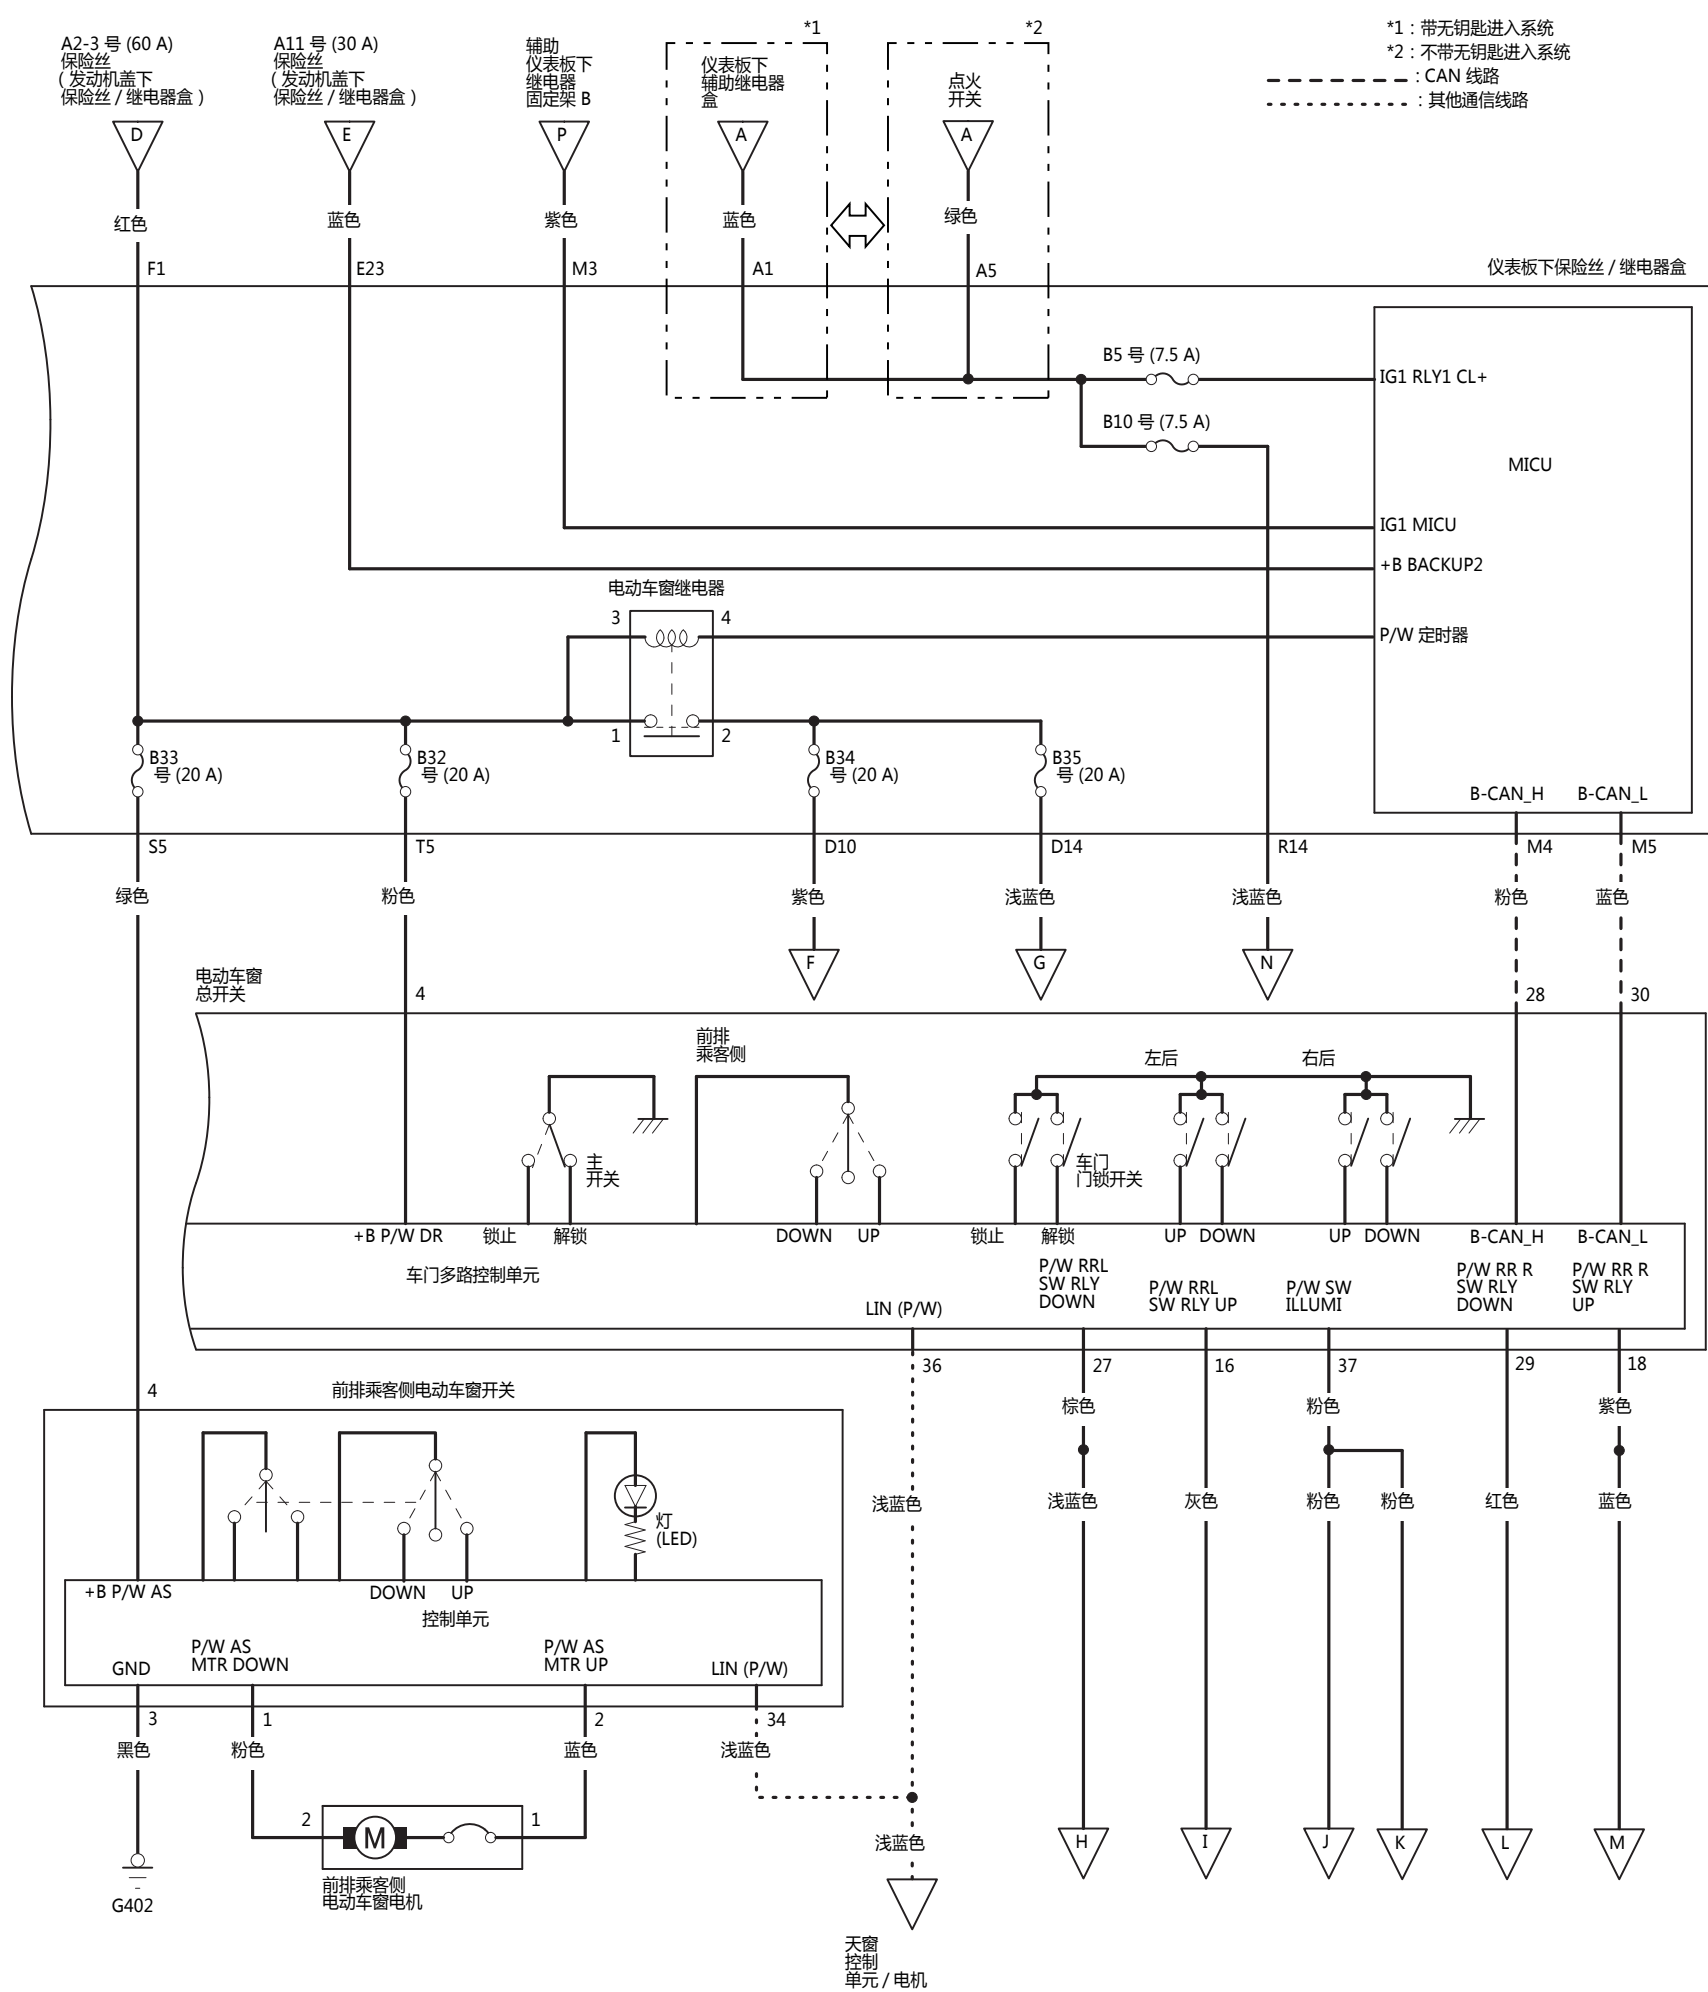 *1
*2
*1 : 带无钥匙进入系统
*2 : 不带无钥匙进入系统
: CAN 线路
: 其他通信线路
A2-3 号 (60 A)
保险丝
( 发动机盖下
保险丝 / 继电器盒 )
A11 号 (30 A)
保险丝
( 发动机盖下
保险丝 / 继电器盒 )
辅助
仪表板下
继电器
固定架 B
仪表板下
辅助继电器
盒
点火
开关
D
E
P
A
A
红色
蓝色
紫色
蓝色
绿色
F1
E23
M3
A1
A5
仪表板下保险丝 / 继电器盒
B5 号 (7.5 A)
IG1 RLY1 CL+
B10 号 (7.5 A)
MICU
IG1 MICU
+B BACKUP2
电动车窗继电器
3
4
P/W 定时器
1
2
B33
号 (20 A)
B32
号 (20 A)
B34
号 (20 A)
B35
号 (20 A)
B-CAN_H
B-CAN_L
S5
T5
D10
D14
R14
M4
M5
绿色
粉色
紫色
浅蓝色
浅蓝色
粉色
蓝色
F
G
N
电动车窗
总开关
4
28
30
前排
乘客侧
左后
右后
主
开关
车门
门锁开关
+B P/W DR
锁止
解锁
DOWN
UP
锁止
解锁
UP
DOWN
UP
DOWN
B-CAN_H
B-CAN_L
车门多路控制单元
LIN (P/W)
P/W RRL
SW RLY
DOWN
P/W RRL
SW RLY UP
P/W SW
ILLUMI
P/W RR R
SW RLY
DOWN
P/W RR R
SW RLY
UP
36
27
16
37
29
18
4
前排乘客侧电动车窗开关
棕色
粉色
紫色
浅蓝色
浅蓝色
灰色
粉色
粉色
红色
蓝色
灯
(LED)
+B P/W AS
DOWN
UP
控制单元
GND
P/W AS
MTR DOWN
P/W AS
MTR UP
LIN (P/W)
3
1
2
34
黑色
粉色
蓝色
浅蓝色
2
M
1
前排乘客侧
电动车窗电机
G402
浅蓝色
H
I
J
K
L
M
天窗
控制
单元 / 电机